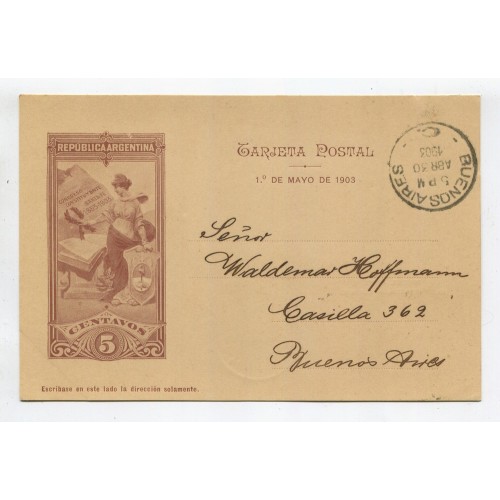 REPÚBLICA ARGENTINA
CENTAVOS
5
TARJETA POSTAL
1.º DE MAYO DE 1903
BUENOS AIRES
5 P.M
ABR 30
1903
Señor
Waldemar Hoffmann
Casilla 362
Buenos Aires
Escríbase en este lado la dirección solamente.